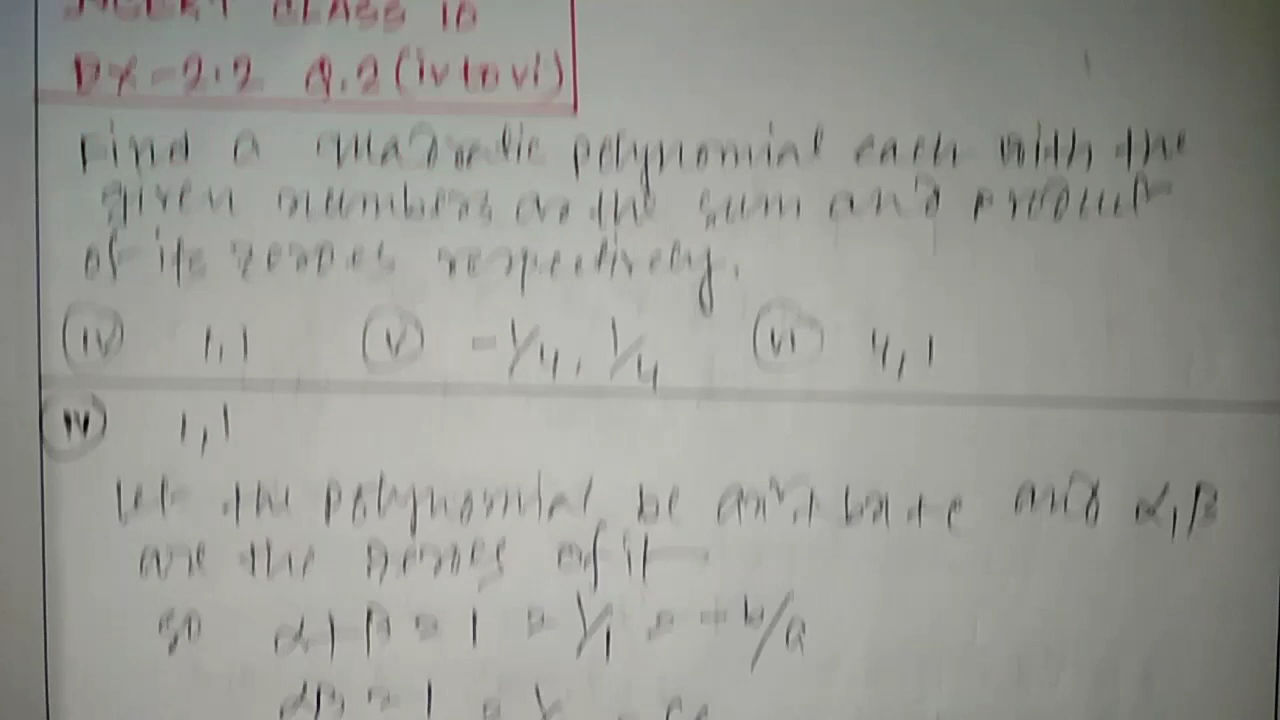 NCERT CLASS 10
EX-2.2 Q.2 (iv to vi)
Find a quadratic polynomial each with the
given numbers as the sum and product
of its zeroes respectively.
(iv) 1, 1 (v) -1/4, 1/4 (vi) 4, 1
(iv) 1, 1
Let the polynomial be ax²+bx+c and α, β
are the zeroes of it
so α+β = 1 = 1/1 = -b/a
αβ = 1 =